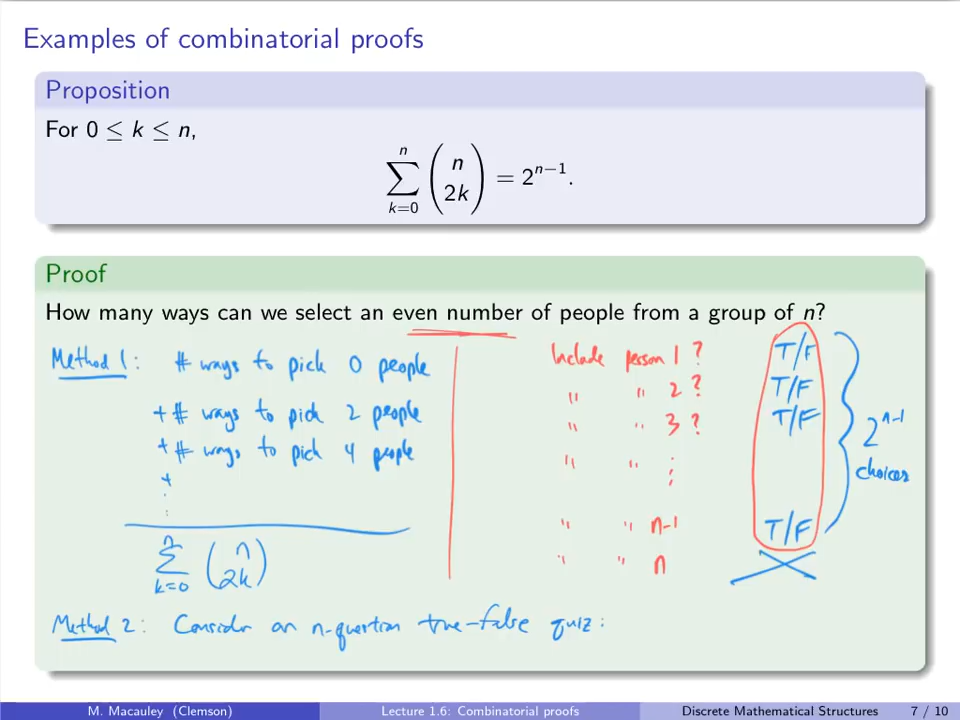 Examples of combinatorial proofs
Proposition
For 0 ≤ k ≤ n,
∑_{k=0}^{n} \binom{n}{2k} = 2^{n−1}.
Proof
How many ways can we select an even number of people from a group of n?
Method 1: # ways to pick 0 people
+ # ways to pick 2 people
+ # ways to pick 4 people
+
⋮
∑_{k=0}^{n} \binom{n}{2k}
Include person 1 ? T/F
" " 2 ? T/F
" " 3 ? T/F
" " ⋮
" " n-1 T/F
" " n
2^{n-1}
choices
Method 2: Consider an n-question true-false quiz:
M. Macauley (Clemson) Lecture 1.6: Combinatorial proofs Discrete Mathematical Structures 7 / 10